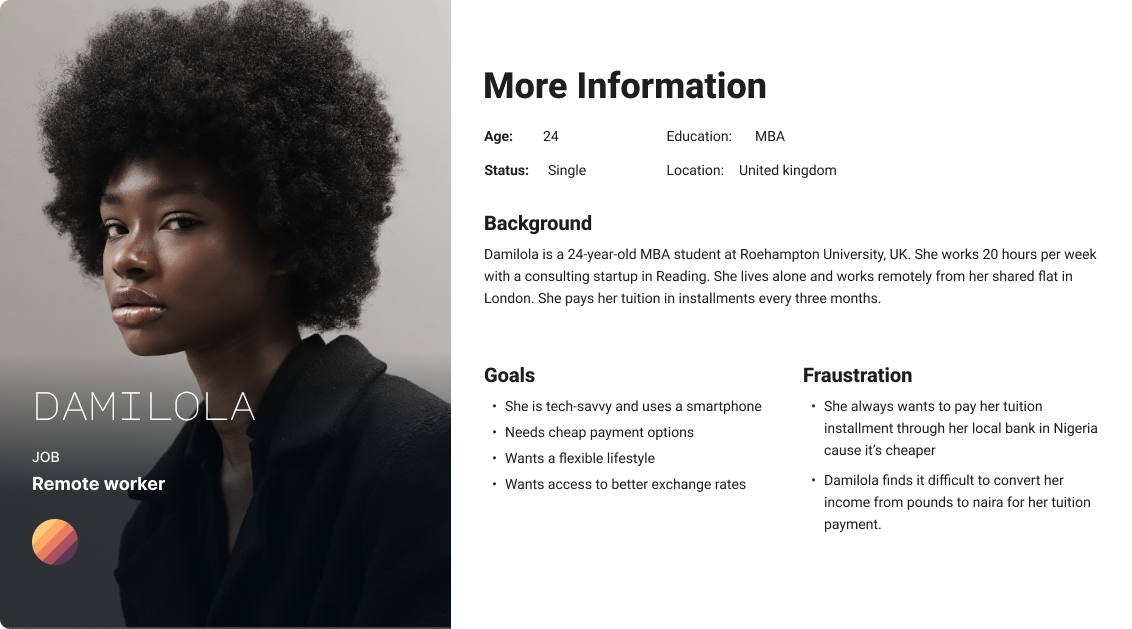 DAMILOLA
JOB
Remote worker
More Information
Age: 24 Education: MBA
Status: Single Location: United kingdom
Background
Damilola is a 24-year-old MBA student at Roehampton University, UK. She works 20 hours per week
with a consulting startup in Reading. She lives alone and works remotely from her shared flat in
London. She pays her tuition in installments every three months.
Goals
• She is tech-savvy and uses a smartphone
• Needs cheap payment options
• Wants a flexible lifestyle
• Wants access to better exchange rates
Fraustration
• She always wants to pay her tuition
installment through her local bank in Nigeria
cause it’s cheaper
• Damilola finds it difficult to convert her
income from pounds to naira for her tuition
payment.